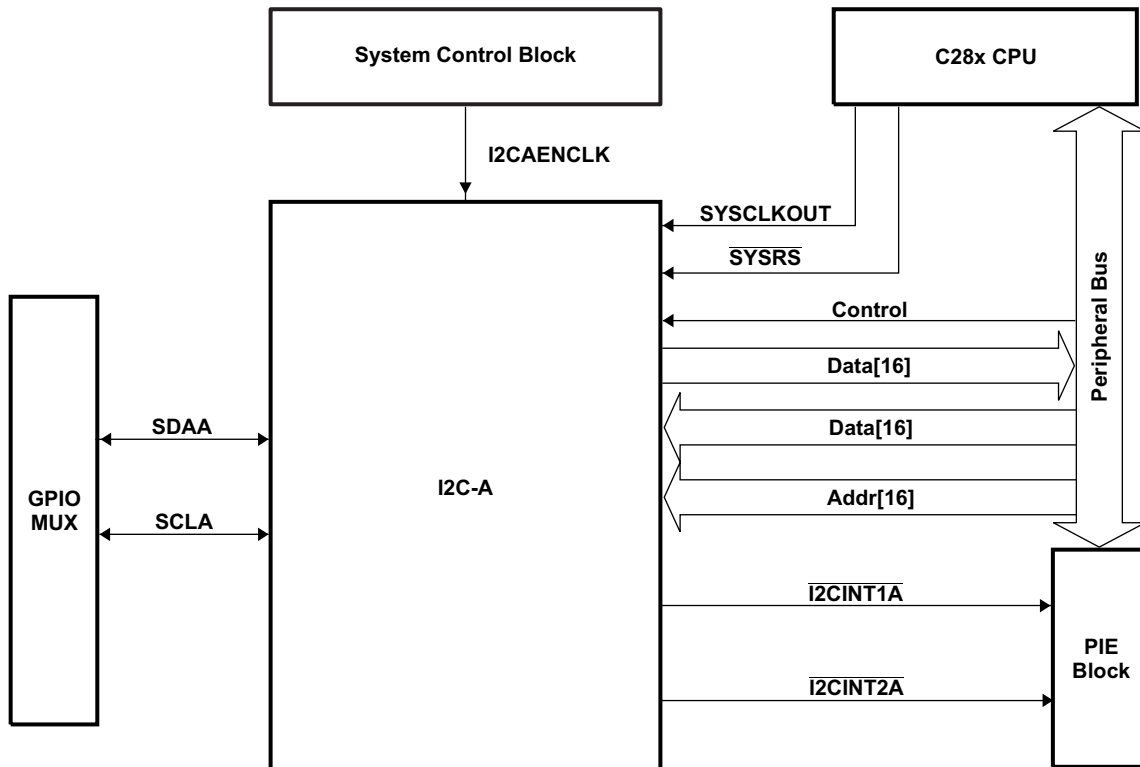 System Control Block
C28x CPU
I2CAENCLK
SYSCLKOUT
SYSRS
Control
Data[16]
Data[16]
Addr[16]
Peripheral Bus
SDAA
SCLA
GPIO
MUX
I2C-A
I2CINT1A
I2CINT2A
PIE
Block